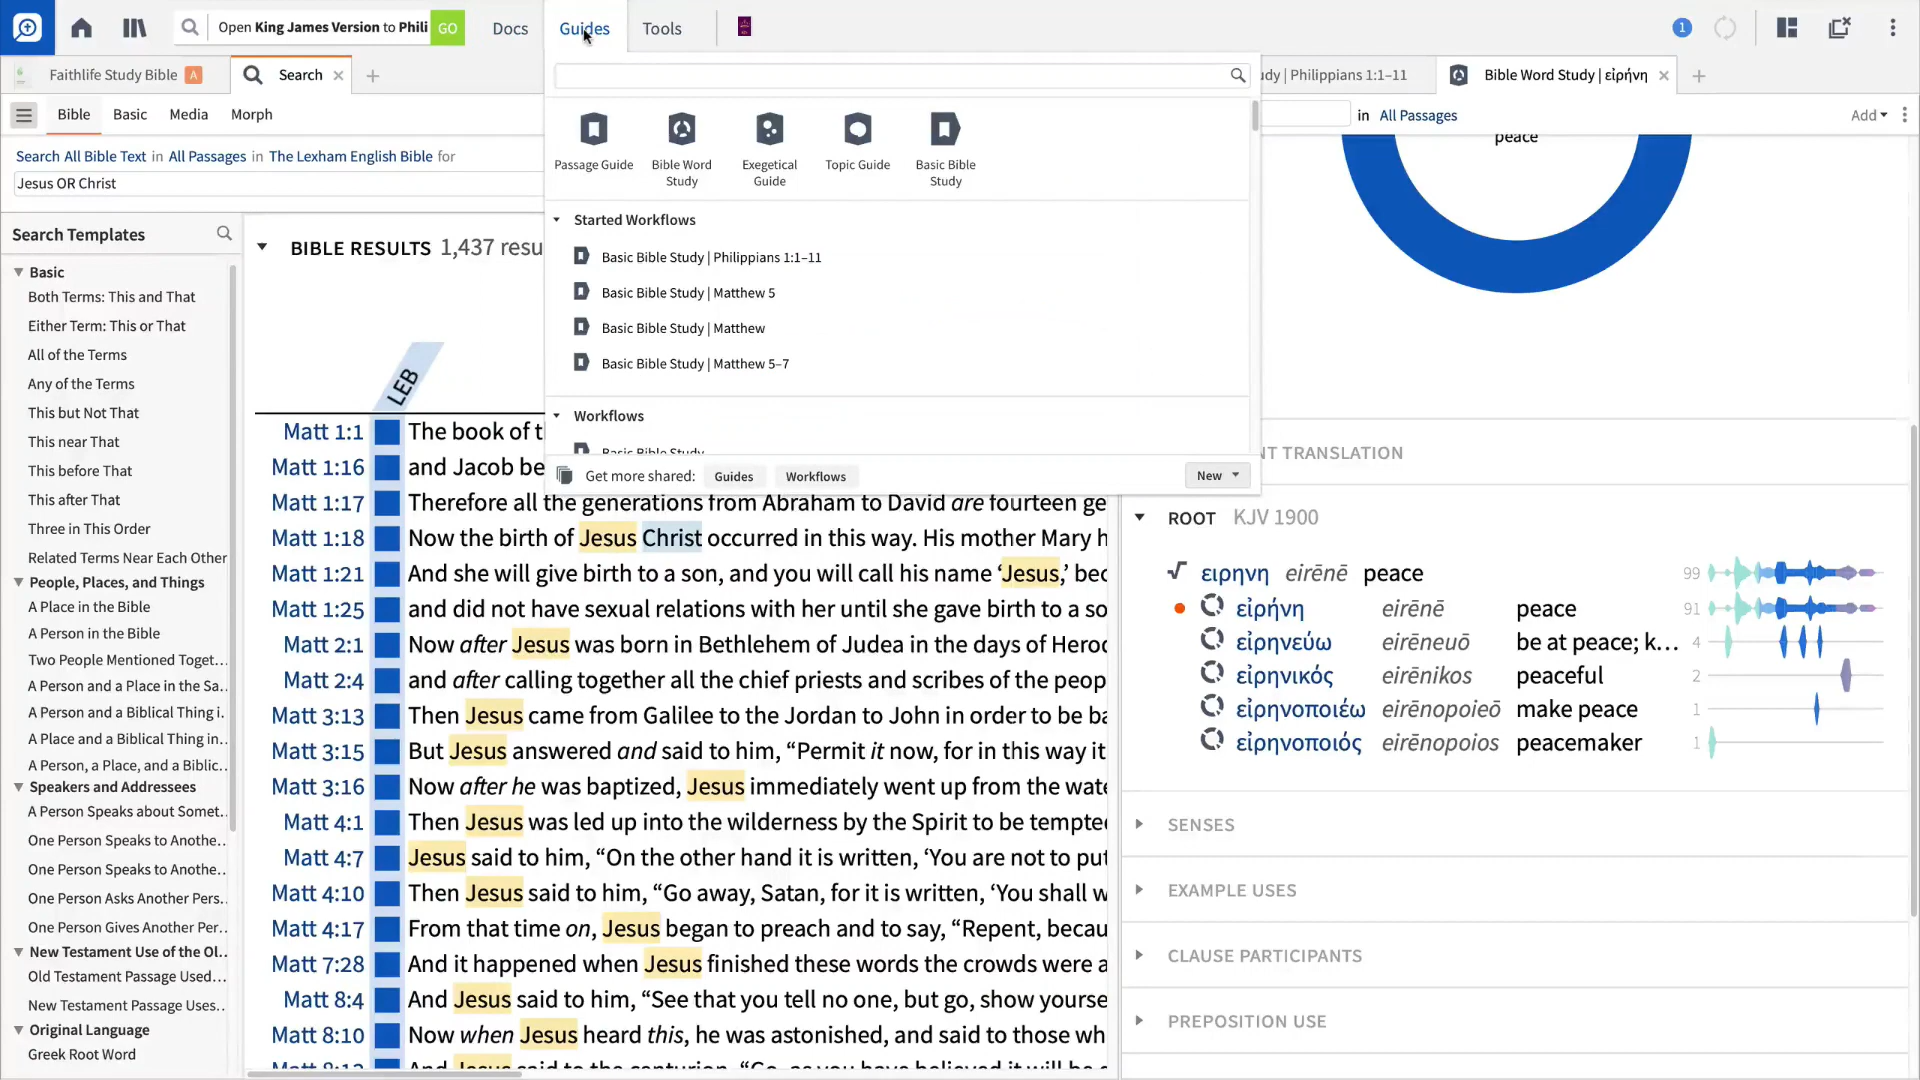 Open King James Version to Phili GO Docs Guides Tools 1
Faithlife Study Bible A Search
udy | Philippians 1:1–11 Bible Word Study | εἰρήνη
Bible Basic Media Morph
in All Passages Add
Search All Bible Text in All Passages in The Lexham English Bible for
Jesus OR Christ
Passage Guide
Bible Word
Study
Exegetical
Guide
Topic Guide
Basic Bible
Study
Started Workflows
Basic Bible Study | Philippians 1:1–11
Basic Bible Study | Matthew 5
Basic Bible Study | Matthew
Basic Bible Study | Matthew 5–7
Workflows
Basic Bible Study
Get more shared: Guides Workflows New
Search Templates
Basic
Both Terms: This and That
Either Term: This or That
All of the Terms
Any of the Terms
This but Not That
This near That
This before That
This after That
Three in This Order
Related Terms Near Each Other
People, Places, and Things
A Place in the Bible
A Person in the Bible
Two People Mentioned Toget…
A Person and a Place in the Sa…
A Person and a Biblical Thing i…
A Place and a Biblical Thing in…
A Person, a Place, and a Biblic…
Speakers and Addressees
A Person Speaks about Somet…
One Person Speaks to Anothe…
One Person Speaks to Anothe…
One Person Asks Another Pers…
One Person Gives Another Per…
New Testament Use of the Ol…
Old Testament Passage Used…
New Testament Passage Uses…
Original Language
Greek Root Word
BIBLE RESULTS 1,437 resu
LEB
Matt 1:1 The book of t
Matt 1:16 and Jacob be
Matt 1:17 Therefore all the generations from Abraham to David are fourteen ge
Matt 1:18 Now the birth of Jesus Christ occurred in this way. His mother Mary h
Matt 1:21 And she will give birth to a son, and you will call his name ‘Jesus,’ bec
Matt 1:25 and did not have sexual relations with her until she gave birth to a so
Matt 2:1 Now after Jesus was born in Bethlehem of Judea in the days of Herod
Matt 2:4 and after calling together all the chief priests and scribes of the peop
Matt 3:13 Then Jesus came from Galilee to the Jordan to John in order to be ba
Matt 3:15 But Jesus answered and said to him, “Permit it now, for in this way it
Matt 3:16 Now after he was baptized, Jesus immediately went up from the wate
Matt 4:1 Then Jesus was led up into the wilderness by the Spirit to be tempted
Matt 4:7 Jesus said to him, “On the other hand it is written, ‘You are not to put
Matt 4:10 Then Jesus said to him, “Go away, Satan, for it is written, ‘You shall w
Matt 4:17 From that time on, Jesus began to preach and to say, “Repent, becau
Matt 7:28 And it happened when Jesus finished these words the crowds were a
Matt 8:4 And Jesus said to him, “See that you tell no one, but go, show yourse
Matt 8:10 Now when Jesus heard this, he was astonished, and said to those wh
And Jesus said to the centurion, “Go, as you have believed it will be
peace
NT TRANSLATION
ROOT KJV 1900
ειρηνη eirēnē peace 99
εἰρήνη eirēnē peace 91
εἰρηνεύω eirēneuō be at peace; k… 4
εἰρηνικός eirēnikos peaceful 2
εἰρηνοποιέω eirēnopoieō make peace 1
εἰρηνοποιός eirēnopoios peacemaker 1
SENSES
EXAMPLE USES
CLAUSE PARTICIPANTS
PREPOSITION USE